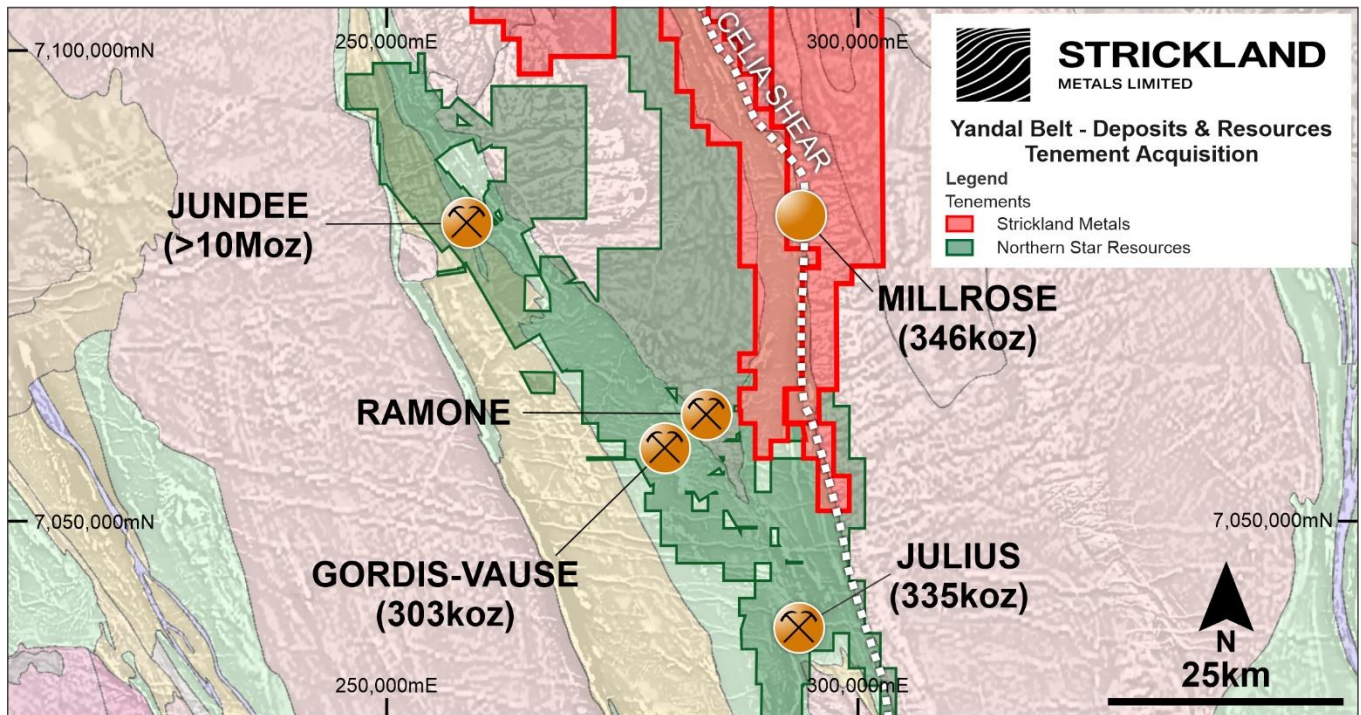 7,100,000mN
250,000mE
300,000mE
CELIA SHEAR
STRICKLAND
METALS LIMITED
Yandal Belt - Deposits & Resources
Tenement Acquisition
Legend
Tenements
Strickland Metals
Northern Star Resources
JUNDEE
(>10Moz)
MILLROSE
(346koz)
RAMONE
7,050,000mN
7,050,000mN
GORDIS-VAUSE
(303koz)
JULIUS
(335koz)
N
25km
250,000mE
300,000mE